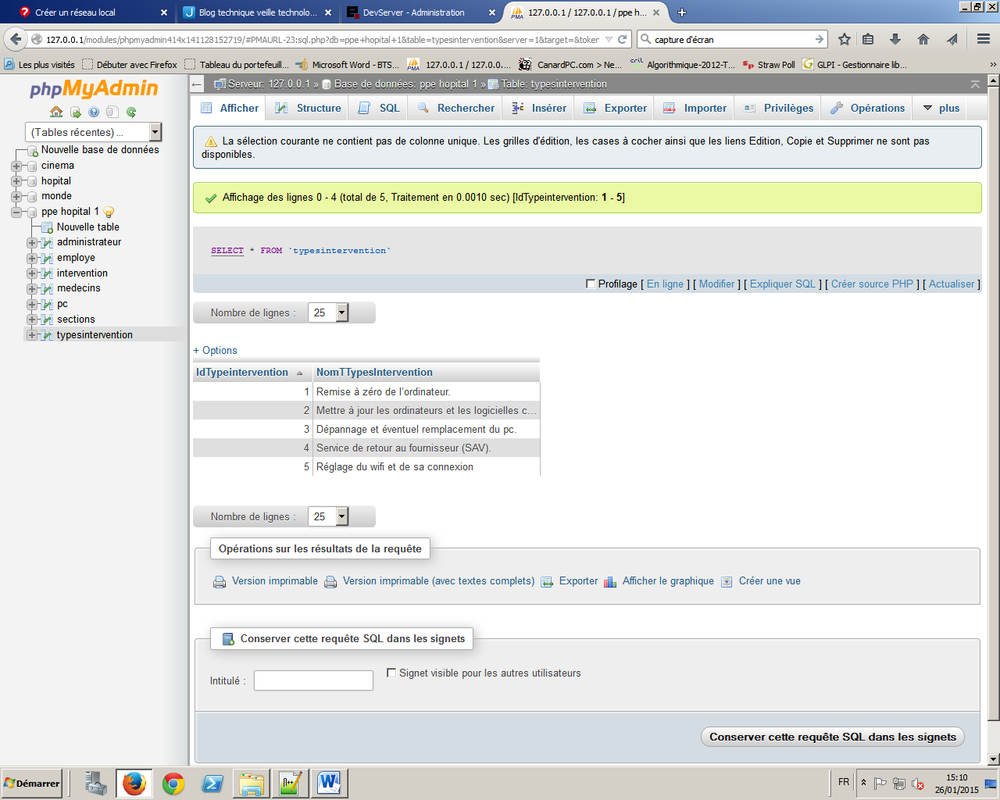 Créer un réseau local
Blog technique veille technolo...
DevServer - Administration
127.0.0.1 / 127.0.0.1 / ppe h...
127.0.0.1/modules/phpmyadmin414x141128152719/#PMAURL-23:sql.php?db=ppe+hopital+1&table=typesintervention&server=1&target=&token
capture d'écran
Les plus visités
Débuter avec Firefox
Tableau du portefeuill...
Microsoft Word - BTS...
127.0.0.1 / 127.0.0....
CanardPC.com > Ne...
Algorithmique-2012-T...
Straw Poll
GLPI - Gestionnaire lib...
phpMyAdmin
(Tables récentes) ...
Nouvelle base de données
cinema
hopital
monde
ppe hopital 1
Nouvelle table
administrateur
employe
intervention
medecins
pc
sections
typesintervention
Serveur: 127.0.0.1 » Base de données: ppe hopital 1 » Table: typesintervention
Afficher Structure SQL Rechercher Insérer Exporter Importer Privilèges Opérations plus
La sélection courante ne contient pas de colonne unique. Les grilles d'édition, les cases à cocher ainsi que les liens Edition, Copie et Supprimer ne sont pas
disponibles.
Affichage des lignes 0 - 4 (total de 5, Traitement en 0.0010 sec) [IdTypeintervention: 1 - 5]
SELECT * FROM `typesintervention`
Profilage [ En ligne ] [ Modifier ] [ Expliquer SQL ] [ Créer source PHP ] [ Actualiser ]
Nombre de lignes : 25
+ Options
IdTypeintervention NomTTypesIntervention
1 Remise à zéro de l'ordinateur.
2 Mettre à jour les ordinateurs et les logicielles c...
3 Dépannage et éventuel remplacement du pc.
4 Service de retour au fournisseur (SAV).
5 Réglage du wifi et de sa connexion
Nombre de lignes : 25
Opérations sur les résultats de la requête
Version imprimable Version imprimable (avec textes complets) Exporter Afficher le graphique Créer une vue
Conserver cette requête SQL dans les signets
Intitulé : Signet visible pour les autres utilisateurs
Conserver cette requête SQL dans les signets
Démarrer
FR
15:10
26/01/2015